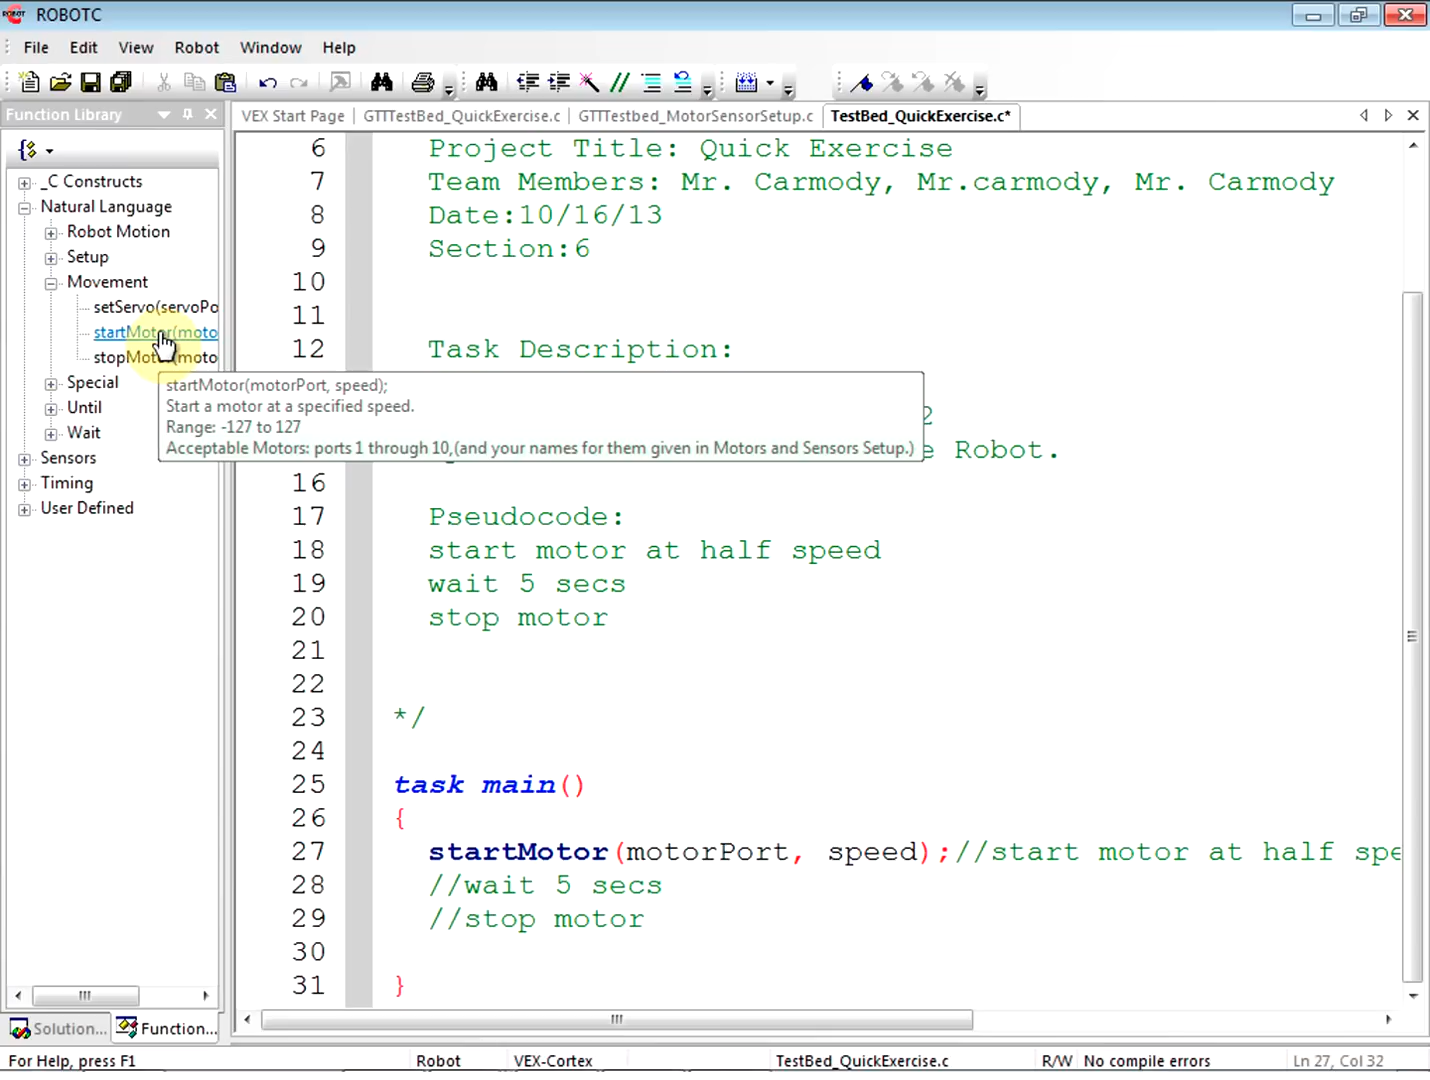 ROBOTC
File Edit View Robot Window Help
Function Library
VEX Start Page GTTTestBed_QuickExercise.c GTTTestbed_MotorSensorSetup.c TestBed_QuickExercise.c*
_C Constructs
Natural Language
Robot Motion
Setup
Movement
setServo(servoPo
startMotor(moto
stopMotor(moto
Special
Until
Wait
Sensors
Timing
User Defined
startMotor(motorPort, speed);
Start a motor at a specified speed.
Range: -127 to 127
Acceptable Motors: ports 1 through 10,(and your names for them given in Motors and Sensors Setup.)
6 Project Title: Quick Exercise
7 Team Members: Mr. Carmody, Mr.carmody, Mr. Carmody
8 Date:10/16/13
9 Section:6
10
11
12 Task Description:
2
e Robot.
16
17 Pseudocode:
18 start motor at half speed
19 wait 5 secs
20 stop motor
21
22
23 */
24
25 task main()
26 {
27 startMotor(motorPort, speed);//start motor at half spe
28 //wait 5 secs
29 //stop motor
30
31 }
Solution... Function...
For Help, press F1 Robot VEX-Cortex TestBed_QuickExercise.c R/W No compile errors Ln 27, Col 32